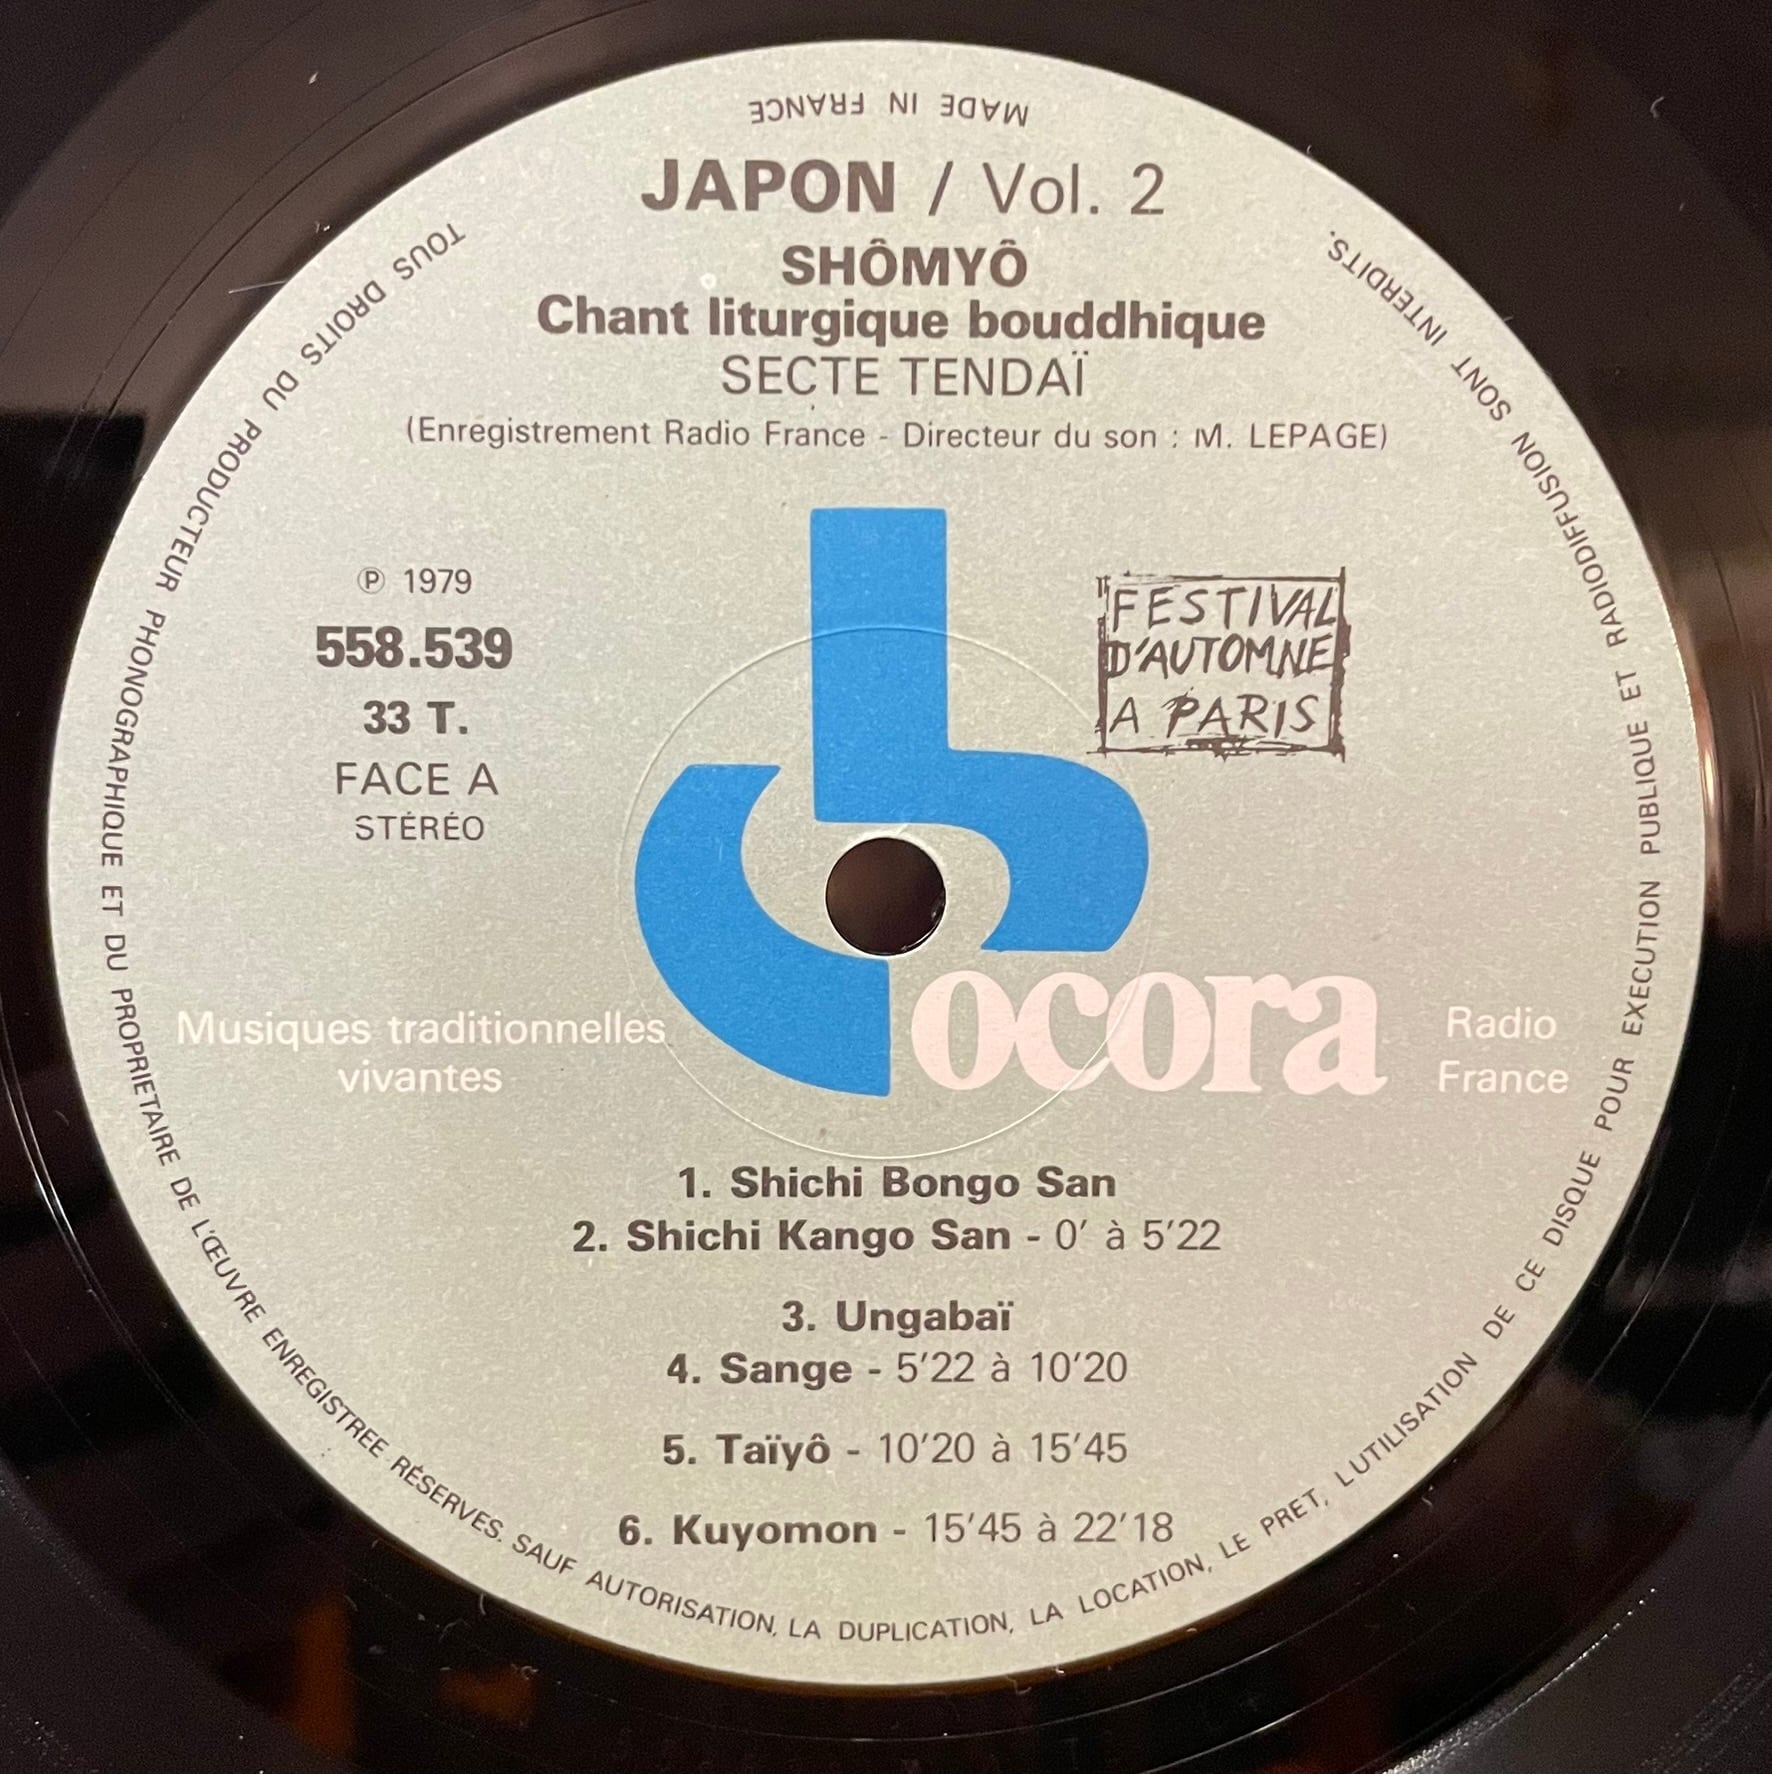 MADE IN FRANCE
JAPON / Vol. 2
SHÔMYÔ
Chant liturgique bouddhique
SECTE TENDAÏ
(Enregistrement Radio France - Directeur du son : M. LEPAGE)
℗ 1979
558.539
33 T.
FACE A
STÉRÉO
FESTIVAL
D'AUTOMNE
A PARIS
ocora
Musiques traditionnelles
vivantes
Radio
France
1. Shichi Bongo San
2. Shichi Kango San - 0' à 5'22
3. Ungabaï
4. Sange - 5'22 à 10'20
5. Taïyô - 10'20 à 15'45
6. Kuyomon - 15'45 à 22'18
TOUS DROITS DU PRODUCTEUR PHONOGRAPHIQUE ET DU PROPRIETAIRE DE L'ŒUVRE ENREGISTREE RÉSERVES. SAUF AUTORISATION, LA DUPLICATION, LA LOCATION, LE PRET, L'UTILISATION DE CE DISQUE POUR EXECUTION PUBLIQUE ET RADIODIFFUSION SONT INTERDITS.